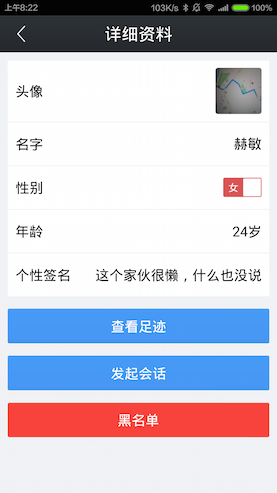 上午8:22
103K/s
100%
详细资料
头像
名字
赫敏
性别
女
年龄
24岁
个性签名
这个家伙很懒，什么也没说
查看足迹
发起会话
黑名单